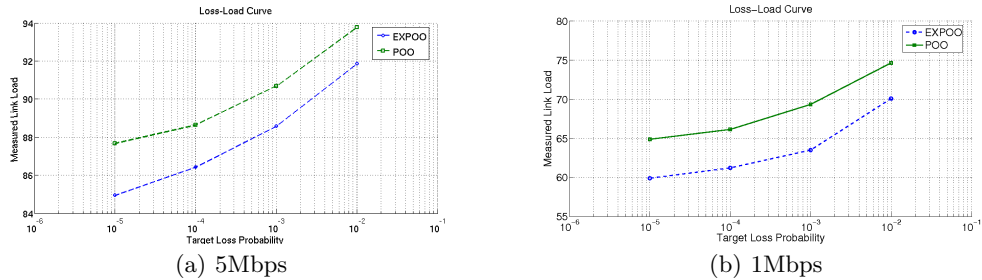 Loss-Load Curve
94
92
90
88
86
84
Measured Link Load
EXPOO
POO
10^-6
10^-5
10^-4
10^-3
10^-2
10^-1
Target Loss Probability
(a) 5Mbps
Loss-Load Curve
80
75
70
65
60
55
Measured Link Load
EXPOO
POO
10^-6
10^-5
10^-4
10^-3
10^-2
10^-1
Target Loss Probability
(b) 1Mbps